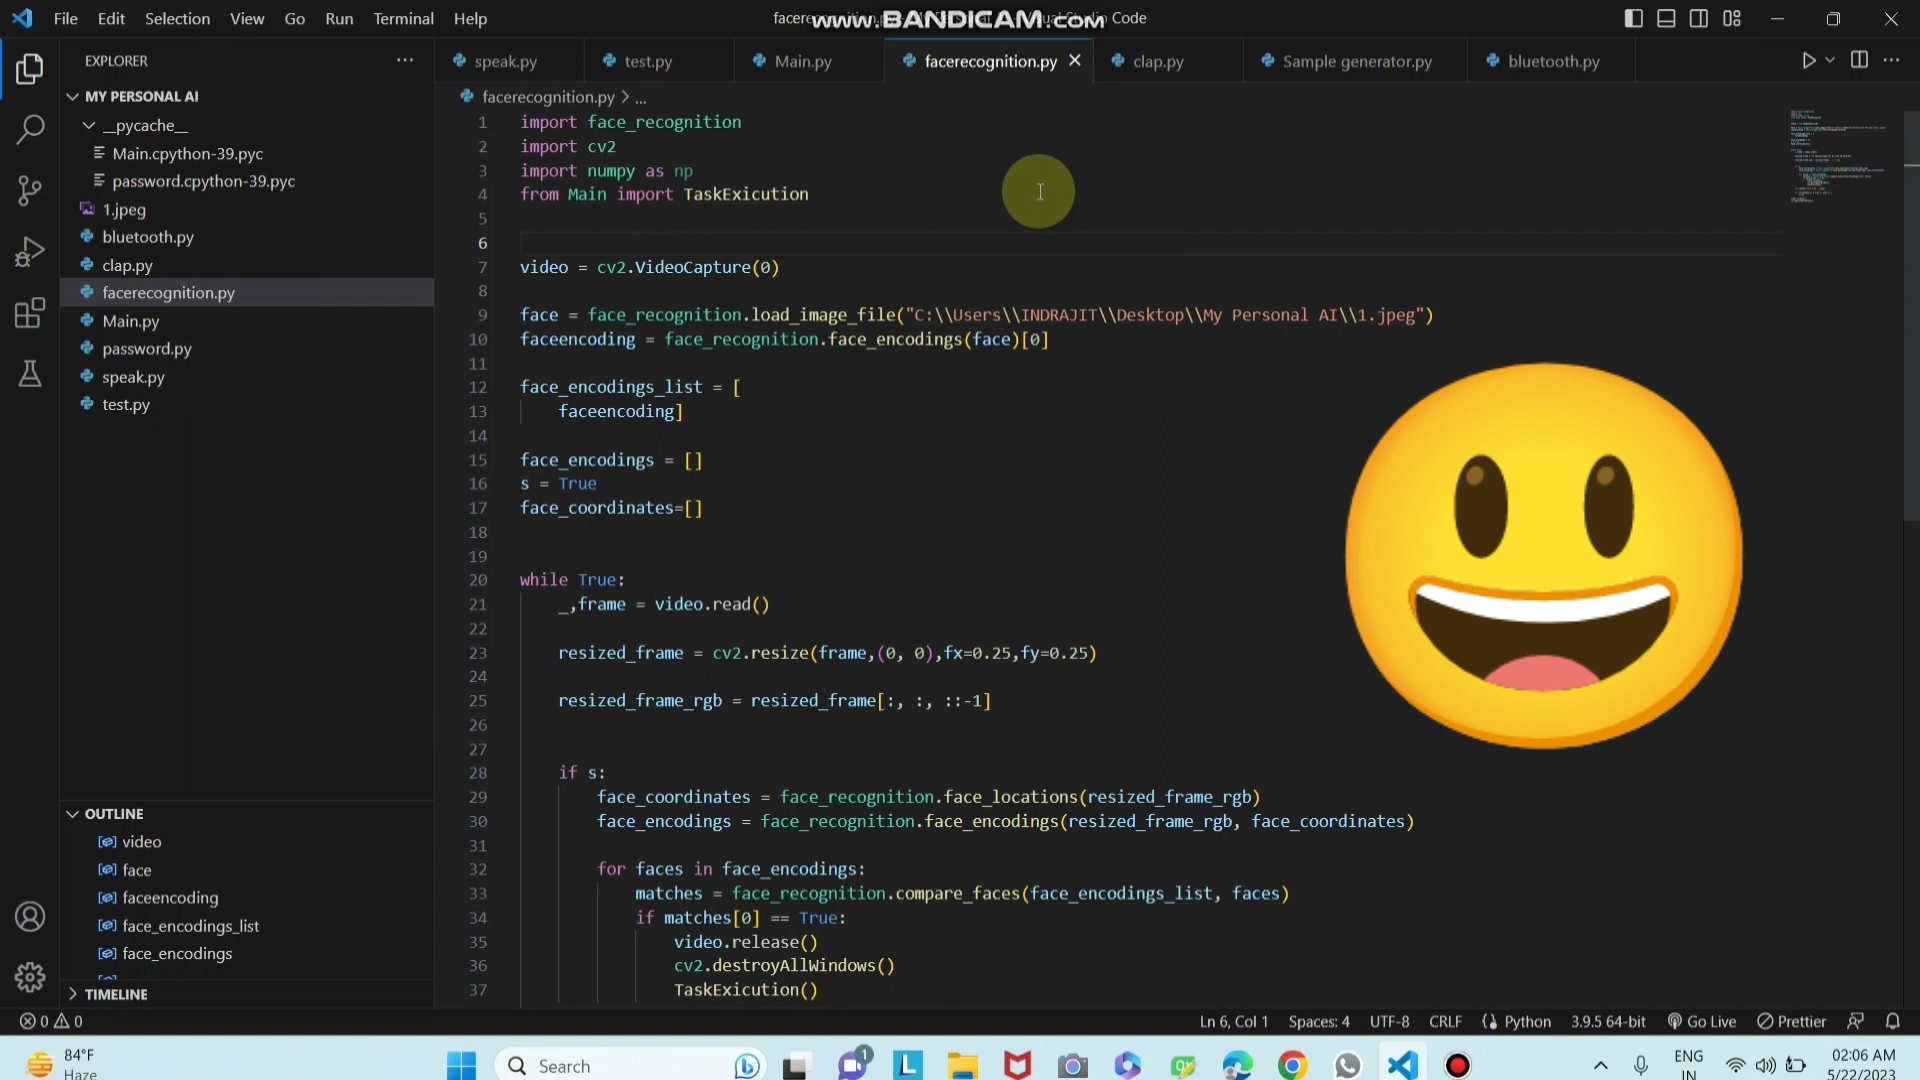 File Edit Selection View Go Run Terminal Help
www.BANDICAM.com
Code
EXPLORER
MY PERSONAL AI
__pycache__
Main.cpython-39.pyc
password.cpython-39.pyc
1.jpeg
bluetooth.py
clap.py
facerecognition.py
Main.py
password.py
speak.py
test.py
OUTLINE
video
face
faceencoding
face_encodings_list
face_encodings
TIMELINE
speak.py test.py Main.py facerecognition.py clap.py Sample generator.py bluetooth.py
facerecognition.py > ...
1 import face_recognition
2 import cv2
3 import numpy as np
4 from Main import TaskExicution
5
6
7 video = cv2.VideoCapture(0)
8
9 face = face_recognition.load_image_file("C:\\Users\\INDRAJIT\\Desktop\\My Personal AI\\1.jpeg")
10 faceencoding = face_recognition.face_encodings(face)[0]
11
12 face_encodings_list = [
13 faceencoding]
14
15 face_encodings = []
16 s = True
17 face_coordinates=[]
18
19
20 while True:
21 _,frame = video.read()
22
23 resized_frame = cv2.resize(frame,(0, 0),fx=0.25,fy=0.25)
24
25 resized_frame_rgb = resized_frame[:, :, ::-1]
26
27
28 if s:
29 face_coordinates = face_recognition.face_locations(resized_frame_rgb)
30 face_encodings = face_recognition.face_encodings(resized_frame_rgb, face_coordinates)
31
32 for faces in face_encodings:
33 matches = face_recognition.compare_faces(face_encodings_list, faces)
34 if matches[0] == True:
35 video.release()
36 cv2.destroyAllWindows()
37 TaskExicution()
0 0 Ln 6, Col 1 Spaces: 4 UTF-8 CRLF Python 3.9.5 64-bit Go Live Prettier
84°F
Haze
Search
1
ENG
IN
02:06 AM
5/22/2023